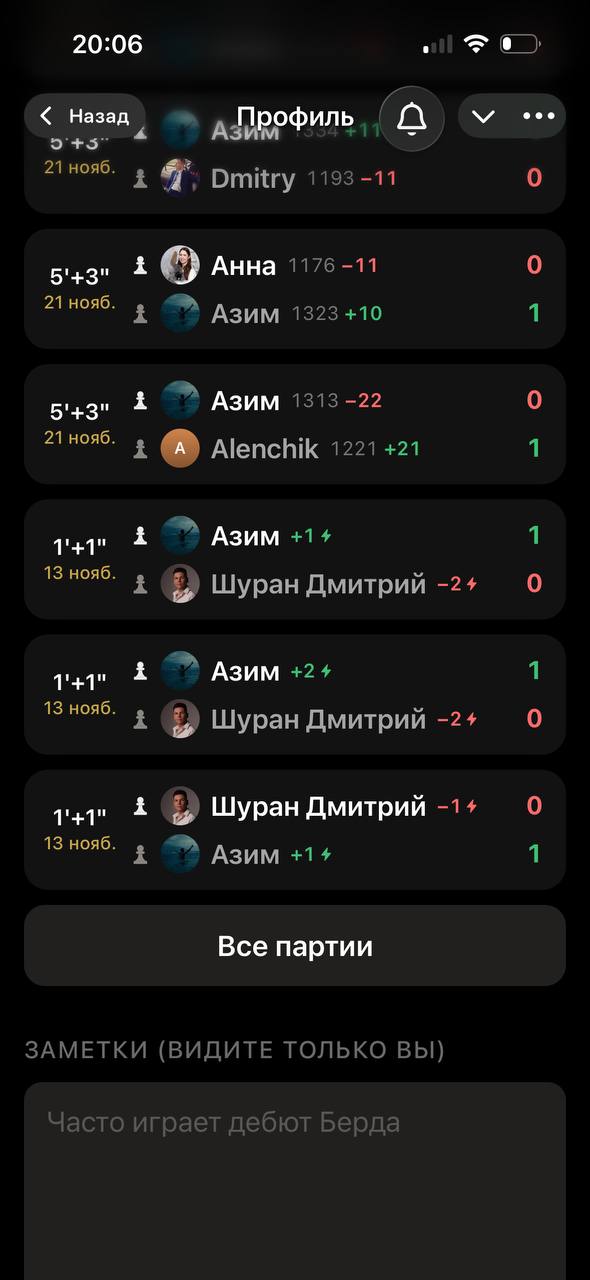 20:06
Назад
Профиль
5'+3"
Азим 1334 +11
21 нояб.
Dmitry 1193 −11
0
5'+3"
21 нояб.
Анна 1176 −11
0
Азим 1323 +10
1
5'+3"
21 нояб.
Азим 1313 −22
0
A
Alenchik 1221 +21
1
1'+1"
13 нояб.
Азим +1
1
Шуран Дмитрий −2
0
1'+1"
13 нояб.
Азим +2
1
Шуран Дмитрий −2
0
1'+1"
13 нояб.
Шуран Дмитрий −1
0
Азим +1
1
Все партии
ЗАМЕТКИ (ВИДИТЕ ТОЛЬКО ВЫ)
Часто играет дебют Берда